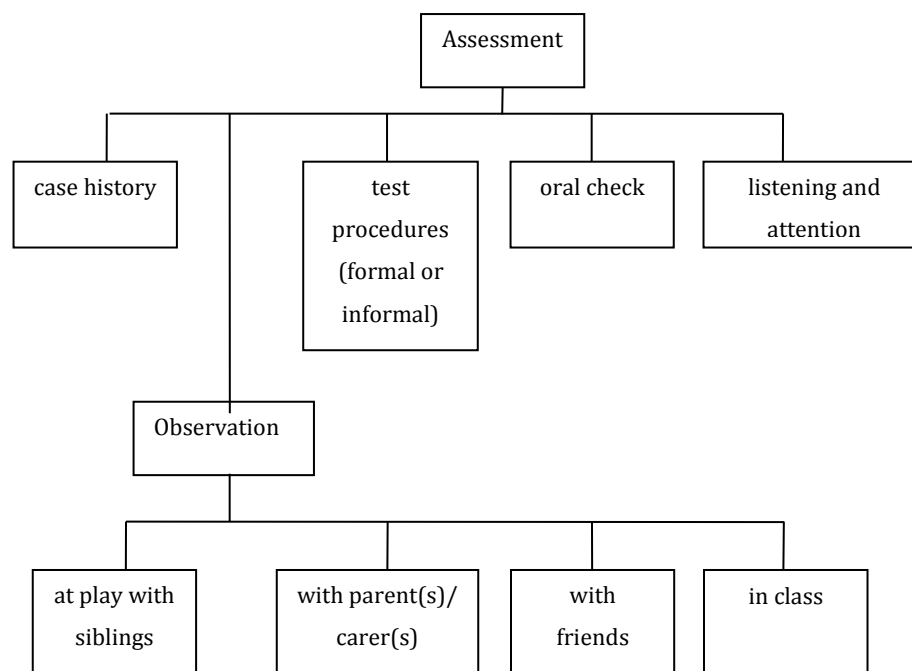 Assessment
case history
test
procedures
(formal or
informal)
oral check
listening and
attention
Observation
at play with
siblings
with parent(s)/
carer(s)
with
friends
in class